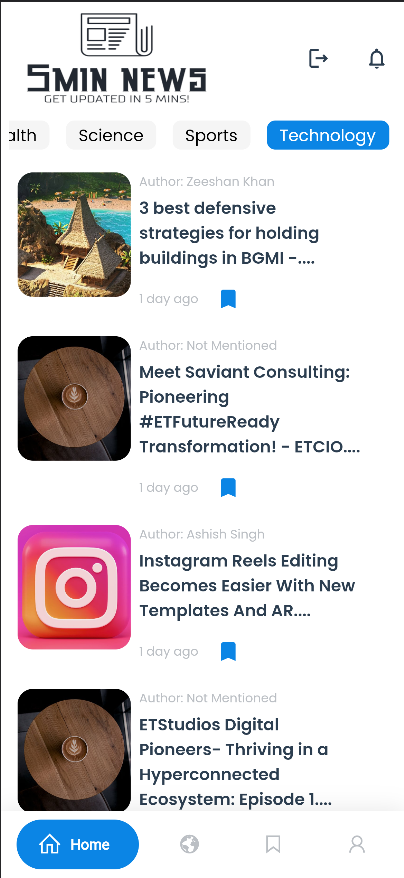 5MIN NEWS
GET UPDATED IN 5 MINS!
alth Science Sports Technology
Author: Zeeshan Khan
3 best defensive
strategies for holding
buildings in BGMI -....
1 day ago
Author: Not Mentioned
Meet Saviant Consulting:
Pioneering
#ETFutureReady
Transformation! - ETCIO....
1 day ago
Author: Ashish Singh
Instagram Reels Editing
Becomes Easier With New
Templates And AR....
1 day ago
Author: Not Mentioned
ETStudios Digital
Pioneers- Thriving in a
Hyperconnected
Ecosystem: Episode 1....
Home